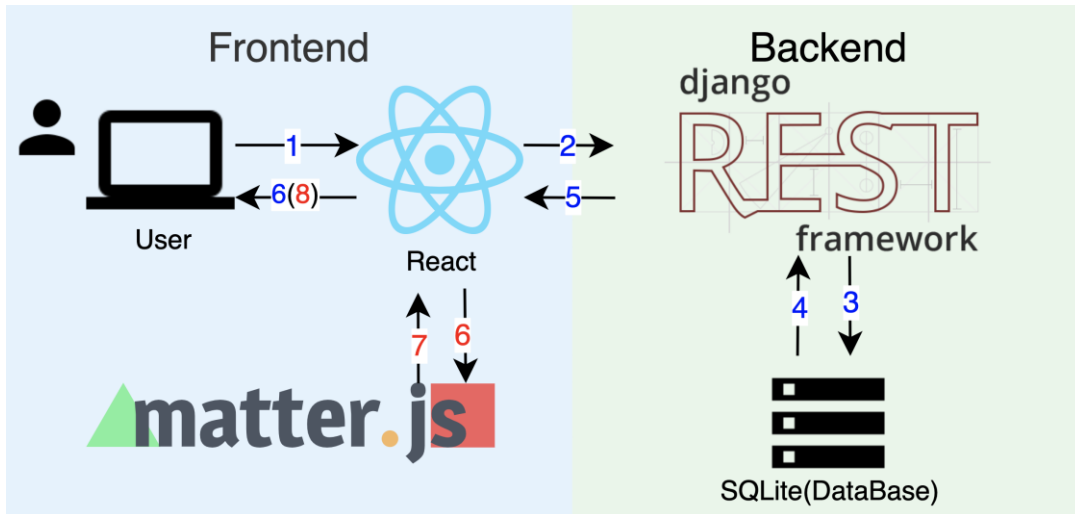 Frontend
Backend
django
REST
framework
1
2
6(8)
5
User
React
4
3
7
6
matter.js
SQLite(DataBase)